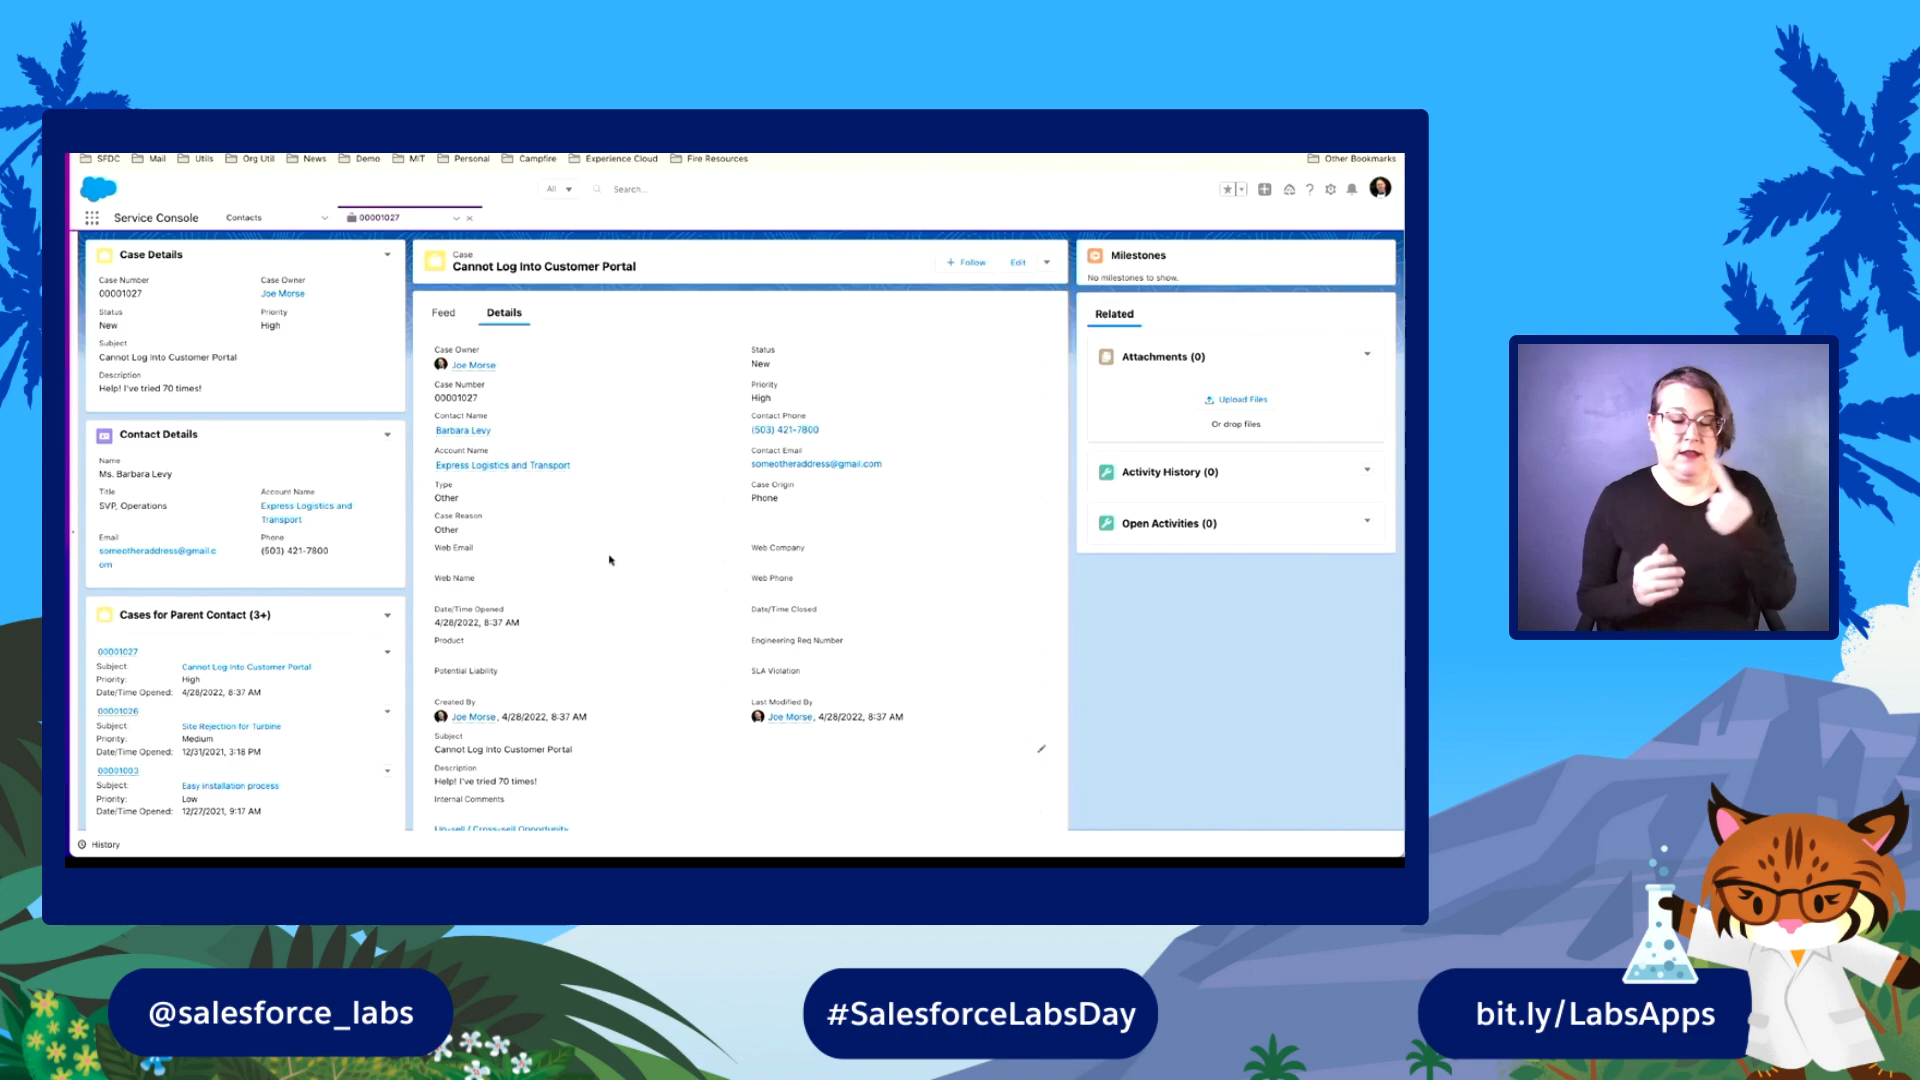 SFDC Mail Utils Org Util News Demo MIT Personal Campfire Experience Cloud Fire Resources Other Bookmarks
All Search...
Service Console Contacts 00001027
Case Details
Case Number Case Owner
00001027 Joe Morse
Status Priority
New High
Subject
Cannot Log Into Customer Portal
Description
Help! I've tried 70 times!
Contact Details
Name
Ms. Barbara Levy
Title Account Name
SVP, Operations Express Logistics and
Transport
Email Phone
someotheraddress@gmail.c (503) 421-7800
om
Cases for Parent Contact (3+)
00001027
Subject: Cannot Log Into Customer Portal
Priority: High
Date/Time Opened: 4/28/2022, 8:37 AM
00001026
Subject: Site Rejection for Turbine
Priority: Medium
Date/Time Opened: 12/31/2021, 3:18 PM
00001003
Subject: Easy installation process
Priority: Low
Date/Time Opened: 12/27/2021, 9:17 AM
Case
Cannot Log Into Customer Portal
+ Follow Edit
Feed Details
Case Owner Status
Joe Morse New
Case Number Priority
00001027 High
Contact Name Contact Phone
Barbara Levy (503) 421-7800
Account Name Contact Email
Express Logistics and Transport someotheraddress@gmail.com
Type Case Origin
Other Phone
Case Reason
Other
Web Email Web Company
Web Name Web Phone
Date/Time Opened Date/Time Closed
4/28/2022, 8:37 AM
Product Engineering Req Number
Potential Liability SLA Violation
Created By Last Modified By
Joe Morse, 4/28/2022, 8:37 AM Joe Morse, 4/28/2022, 8:37 AM
Subject
Cannot Log Into Customer Portal
Description
Help! I've tried 70 times!
Internal Comments
Up-sell / Cross-sell Opportunity
Milestones
No milestones to show.
Related
Attachments (0)
Upload Files
Or drop files
Activity History (0)
Open Activities (0)
History
@salesforce_labs
#SalesforceLabsDay
bit.ly/LabsApps